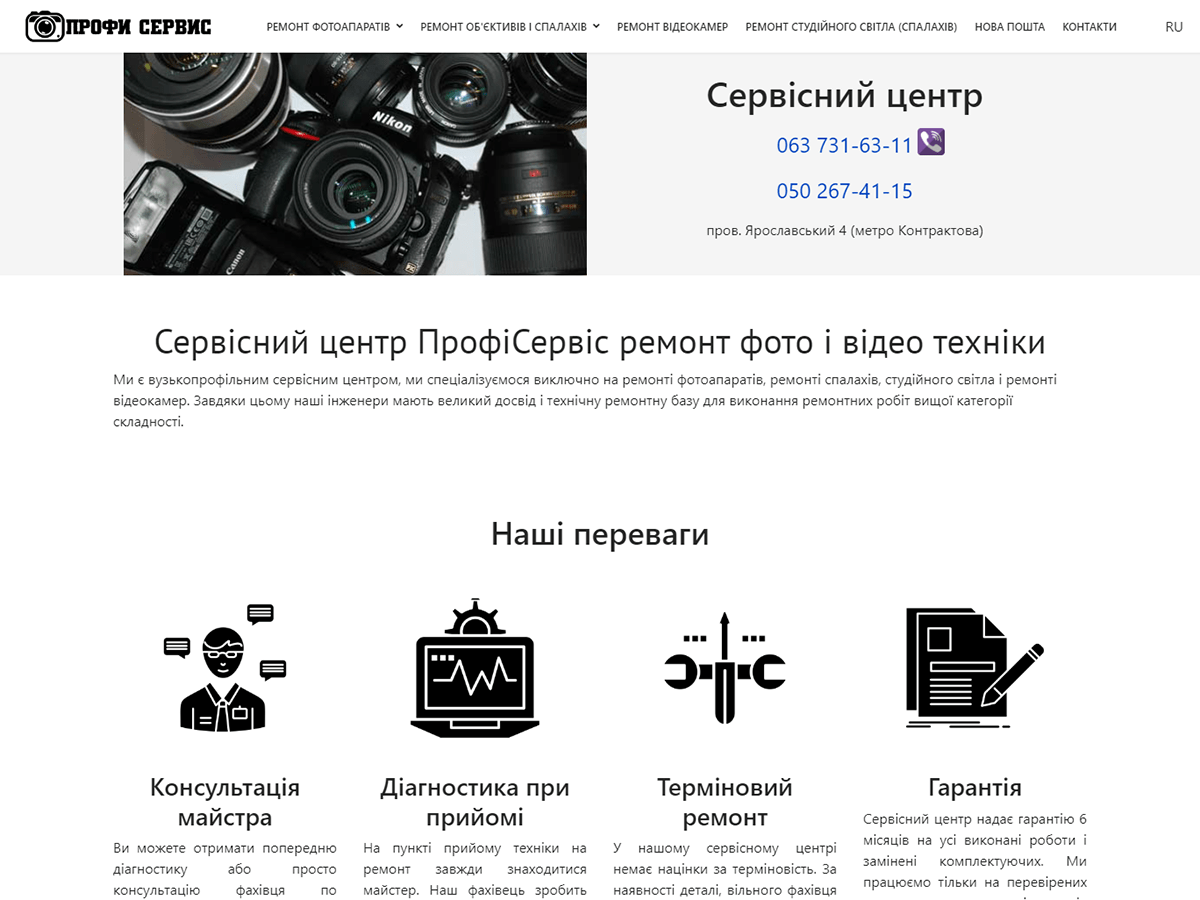 ПРОФИ СЕРВИС
РЕМОНТ ФОТОАПАРАТІВ
РЕМОНТ ОБ'ЄКТИВІВ І СПАЛАХІВ
РЕМОНТ ВІДЕОКАМЕР
РЕМОНТ СТУДІЙНОГО СВІТЛА (СПАЛАХІВ)
НОВА ПОШТА
КОНТАКТИ
RU
Nikon
Canon
Сервісний центр
063 731-63-11
050 267-41-15
пров. Ярославський 4 (метро Контрактова)
Сервісний центр ПрофіСервіс ремонт фото і відео техніки
Ми є вузькопрофільним сервісним центром, ми спеціалізуємося виключно на ремонті фотоапаратів, ремонті спалахів, студійного світла і ремонті
відеокамер. Завдяки цьому наші інженери мають великий досвід і технічну ремонтну базу для виконання ремонтних робіт вищої категорії
складності.
Наші переваги
Консультація
майстра
Ви можете отримати попередню
діагностику або просто
консультацію фахівця по
Діагностика при
прийомі
На пункті прийому техніки на
ремонт завжди знаходитися
майстер. Наш фахівець зробить
Терміновий
ремонт
У нашому сервісному центрі
немає націнки за терміновість. За
наявності деталі, вільного фахівця
Гарантія
Сервісний центр надає гарантію 6
місяців на усі виконані роботи і
замінені комплектуючих. Ми
працюємо тільки на перевірених